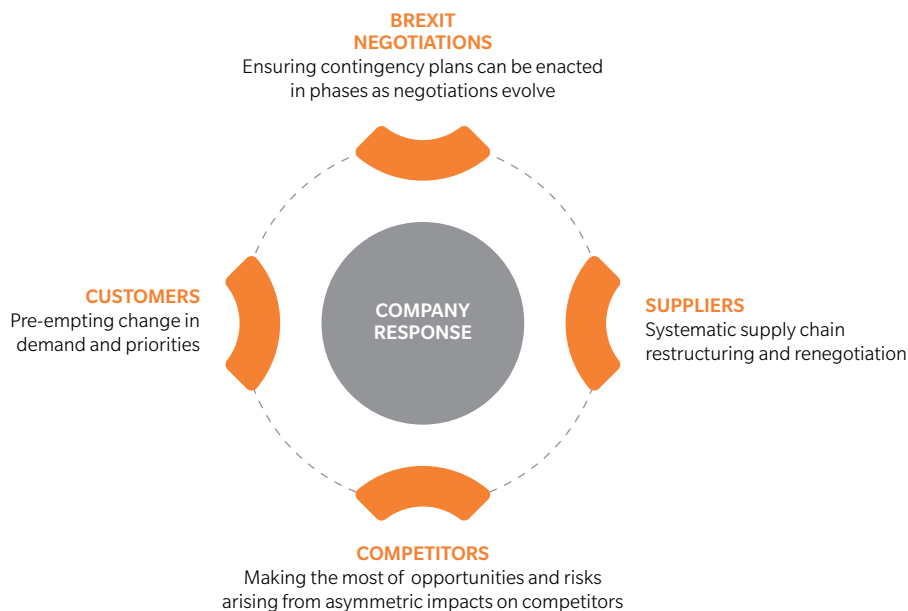 BREXIT
NEGOTIATIONS
Ensuring contingency plans can be enacted
in phases as negotiations evolve
CUSTOMERS
Pre-empting change in
demand and priorities
COMPANY
RESPONSE
SUPPLIERS
Systematic supply chain
restructuring and renegotiation
COMPETITORS
Making the most of opportunities and risks
arising from asymmetric impacts on competitors